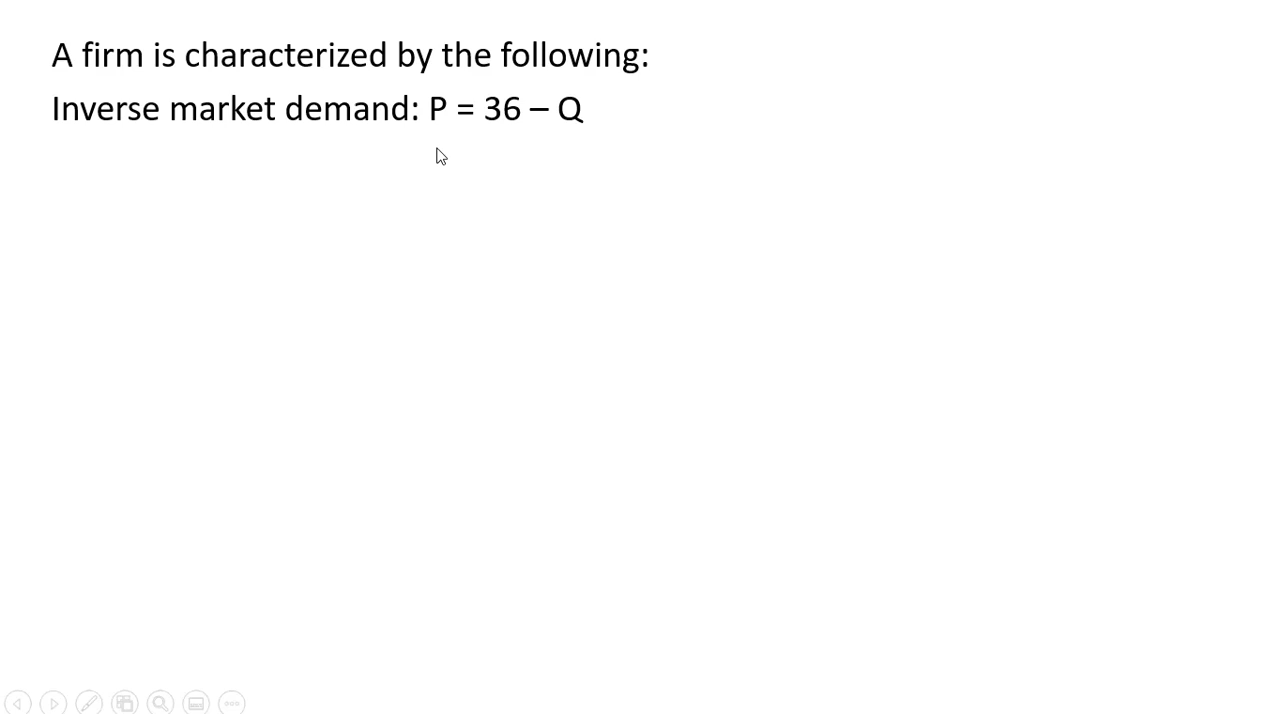 A firm is characterized by the following:
Inverse market demand: P = 36 – Q